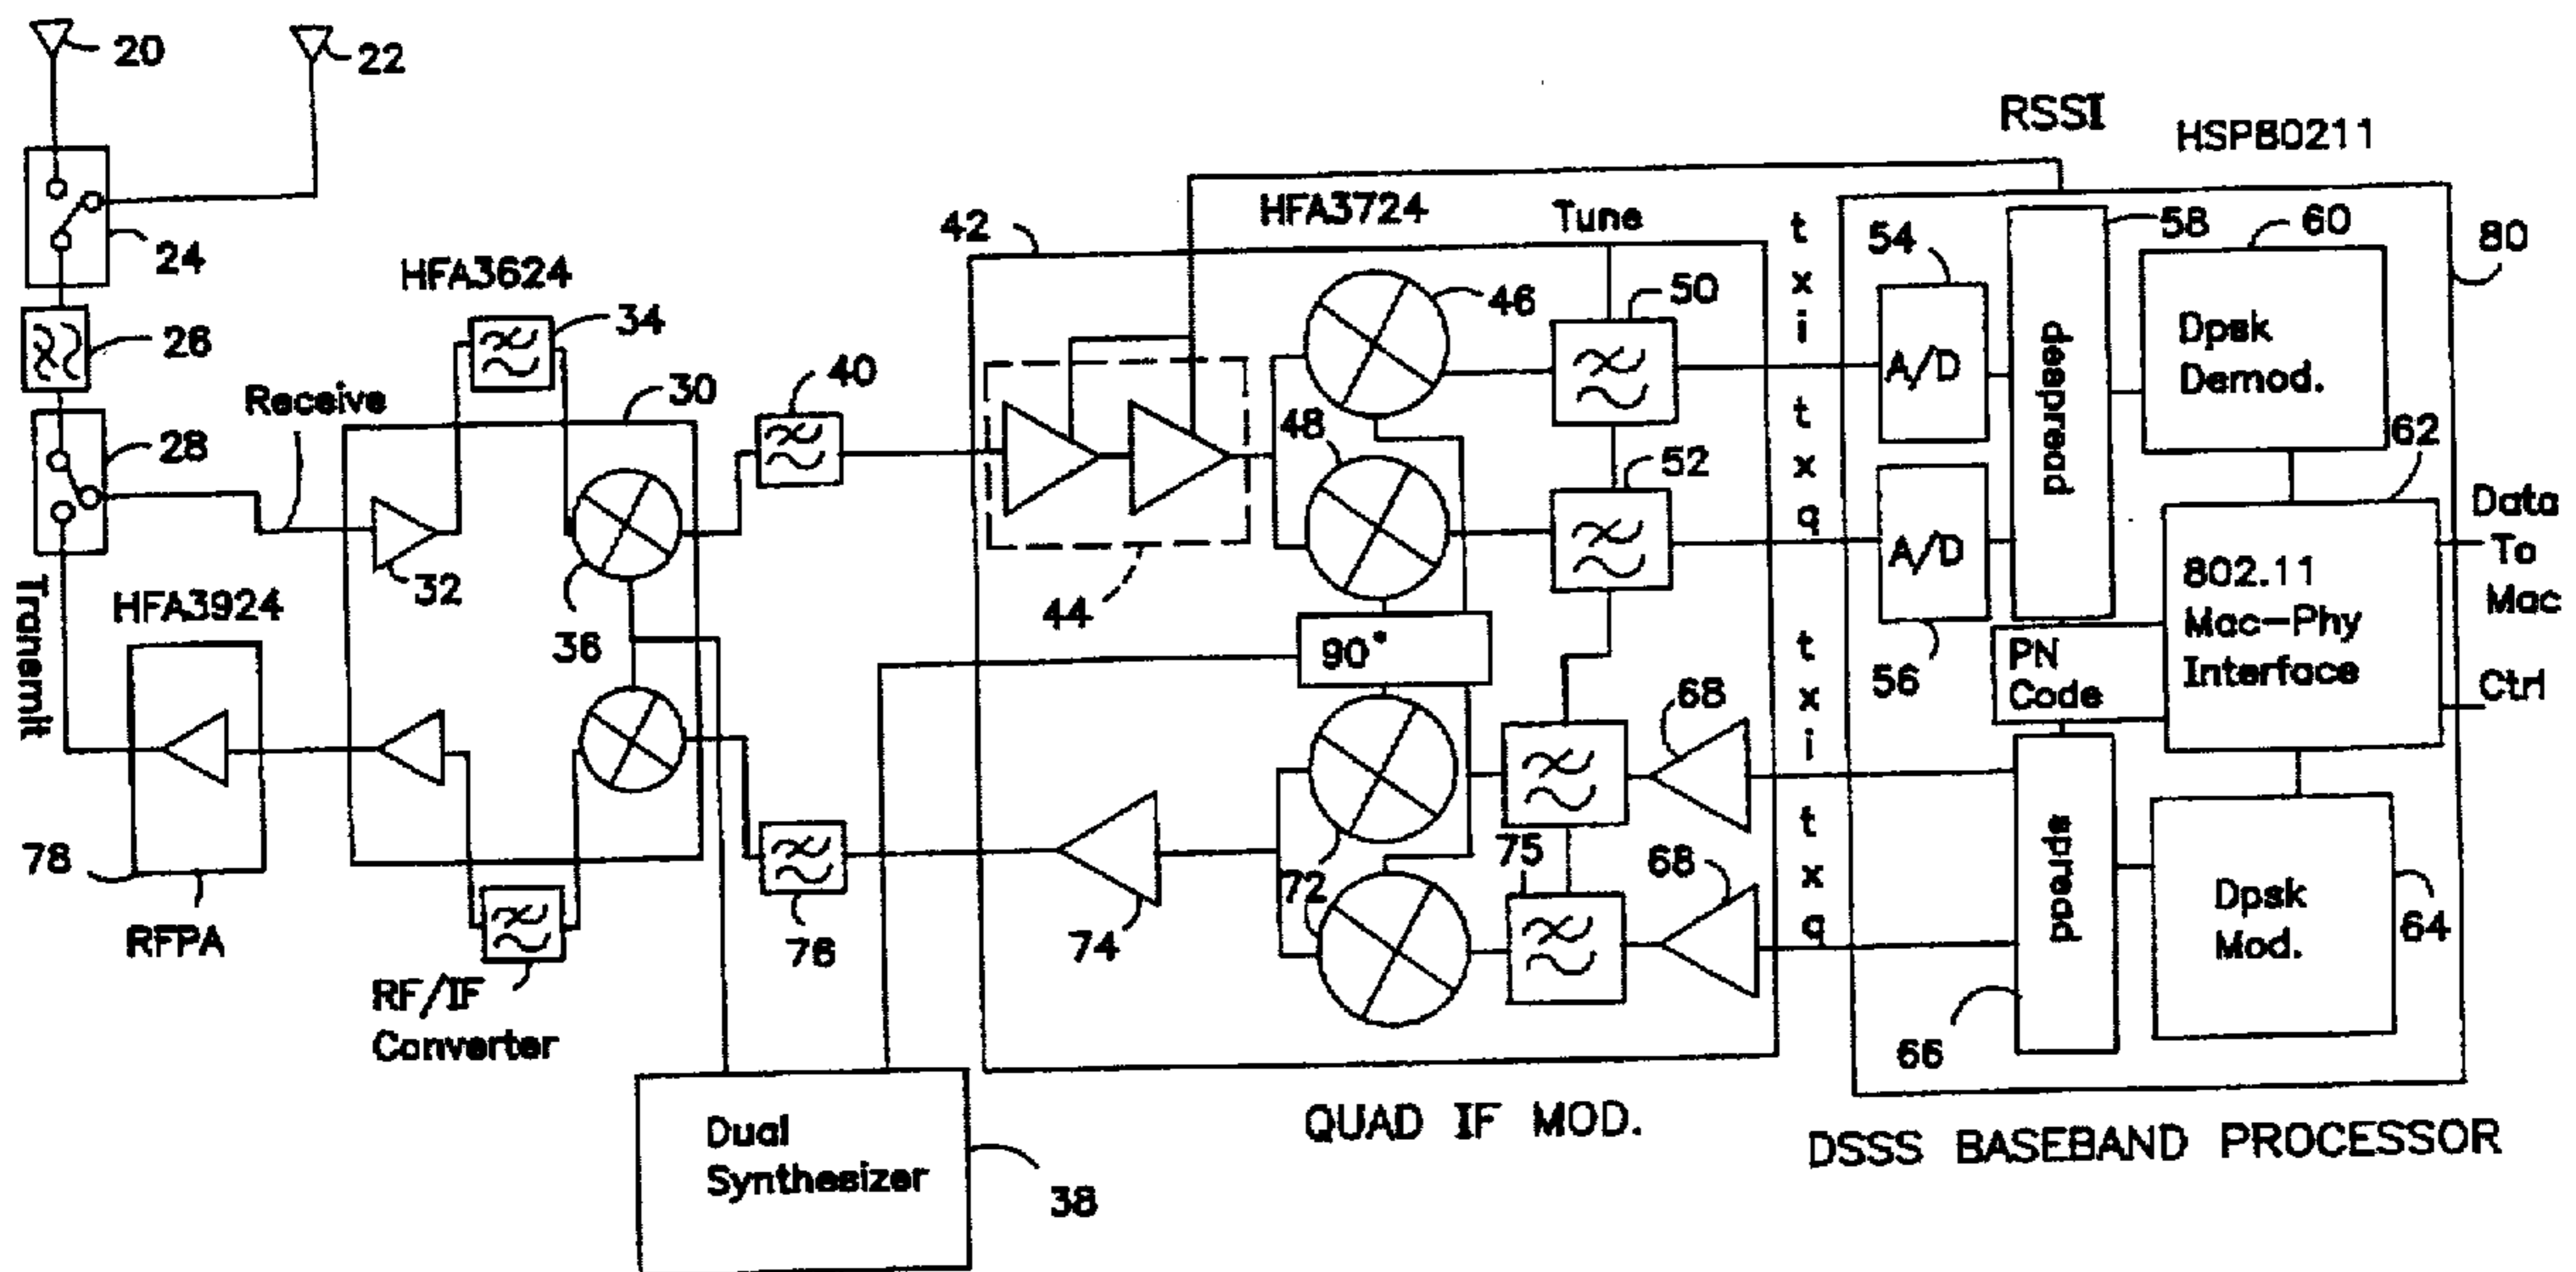 20
22
RSSI
HSP80211
HFA3724
Tune
42
24
HFA3624
54
58
60
80
34
46
50
26
t
x
i
A/D
despread
Dpsk
Demod.
Receive
30
40
28
48
52
t
x
q
62
Data
To
Mac
A/D
32
44
36
HFA3924
Transmit
90°
56
PN
Code
802.11
Mac-Phy
Interface
Ctrl
68
t
x
i
78
RFPA
75
68
72
72
t
x
q
spread
Dpsk
Mod.
64
76
74
66
RF/IF
Converter
Dual
Synthesizer
38
QUAD IF MOD.
DSSS BASEBAND PROCESSOR